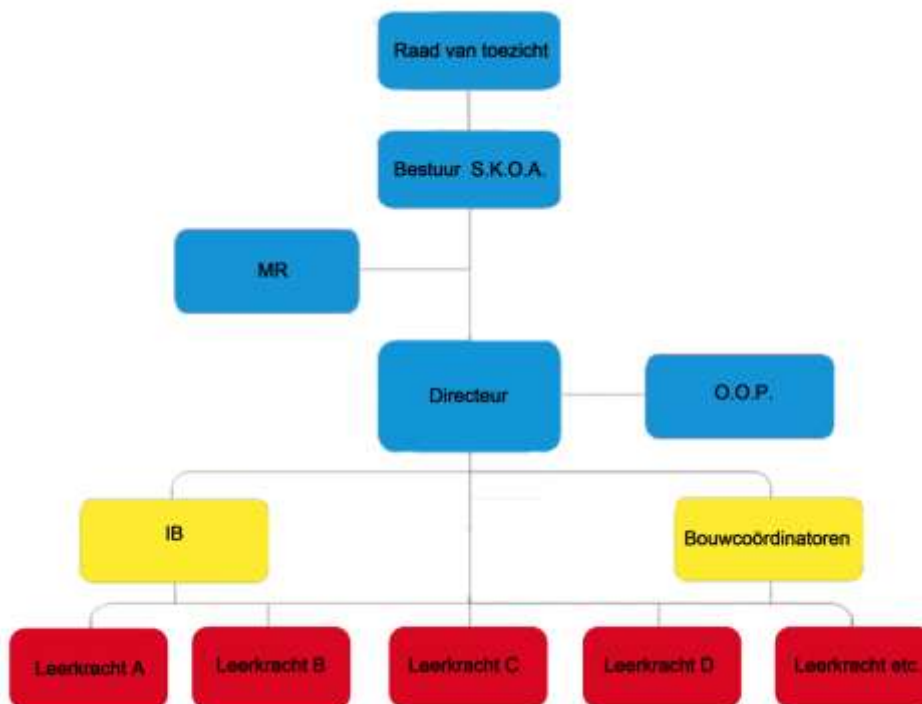 Raad van toezicht
Bestuur S.K.O.A.
MR
Directeur
O.O.P.
IB
Bouwcoördinatoren
Leerkracht A
Leerkracht B
Leerkracht C
Leerkracht D
Leerkracht etc.